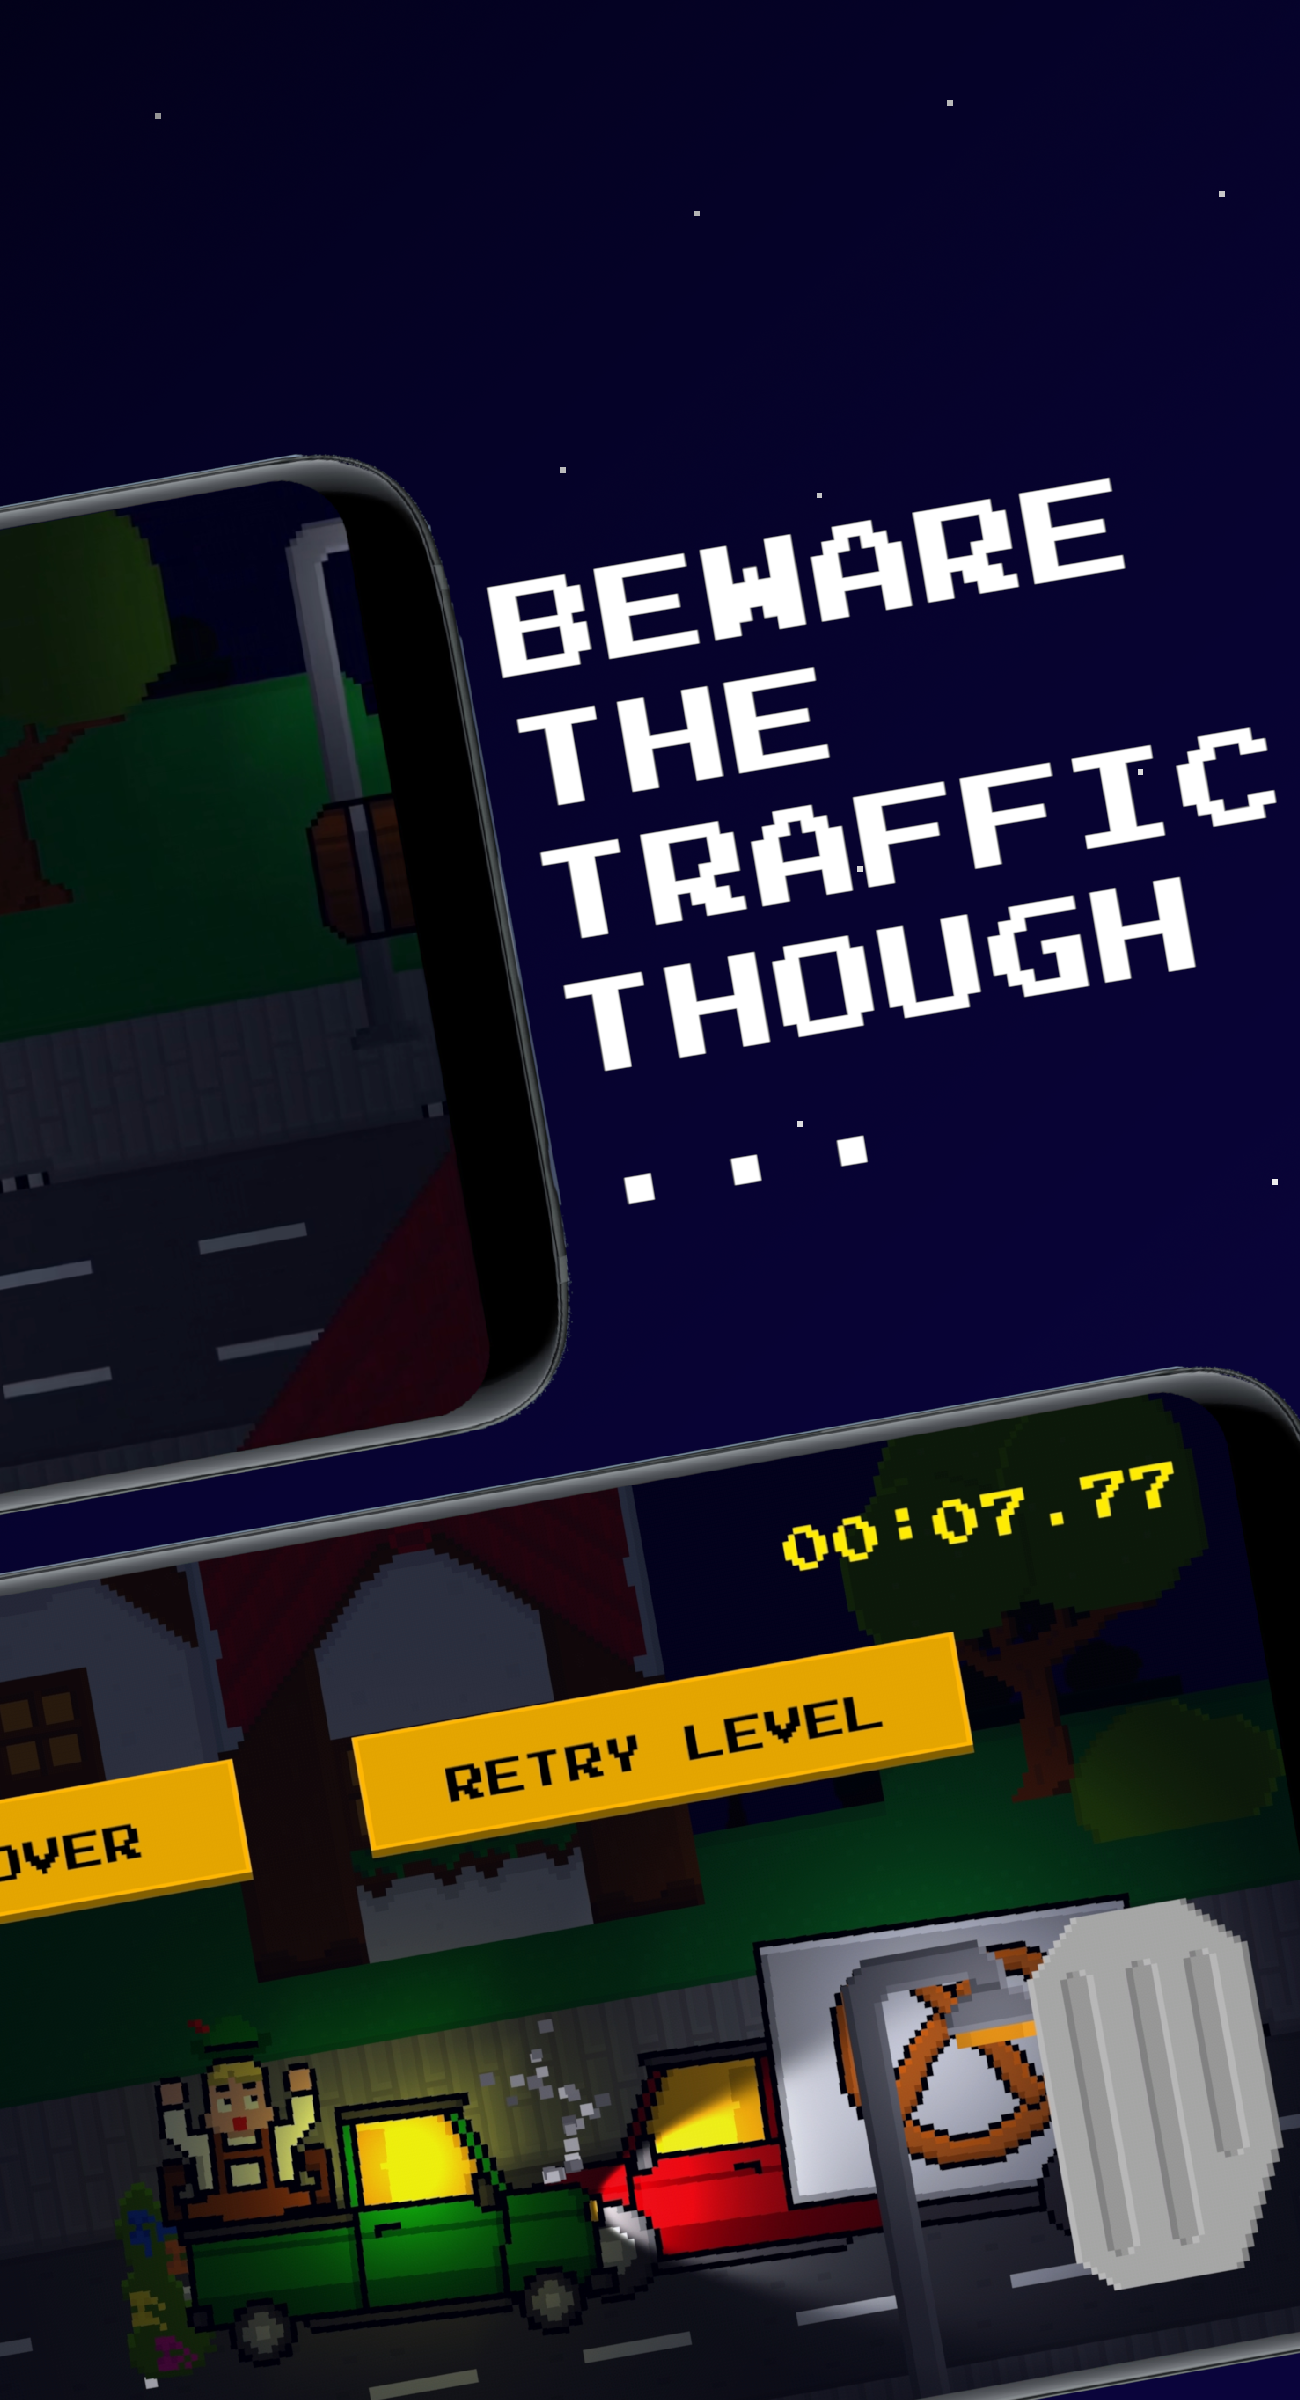 BEWARE
THE
TRAFFIC
THOUGH
...
00:07.77
RETRY LEVEL
OVER